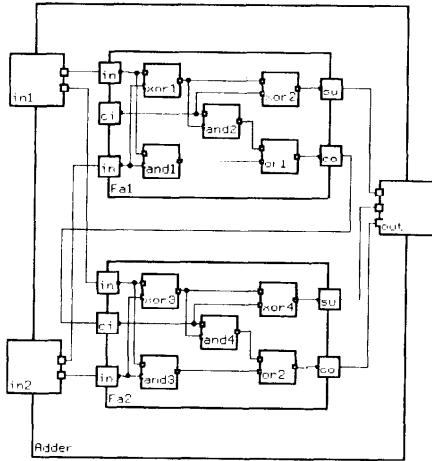 in
xor1
xor2
su
in1
ci
and2
in
and1
or1
co
Fa1
out
in
xor3
xor4
su
ci
and4
in2
in
and3
or2
co
Fa2
Adder